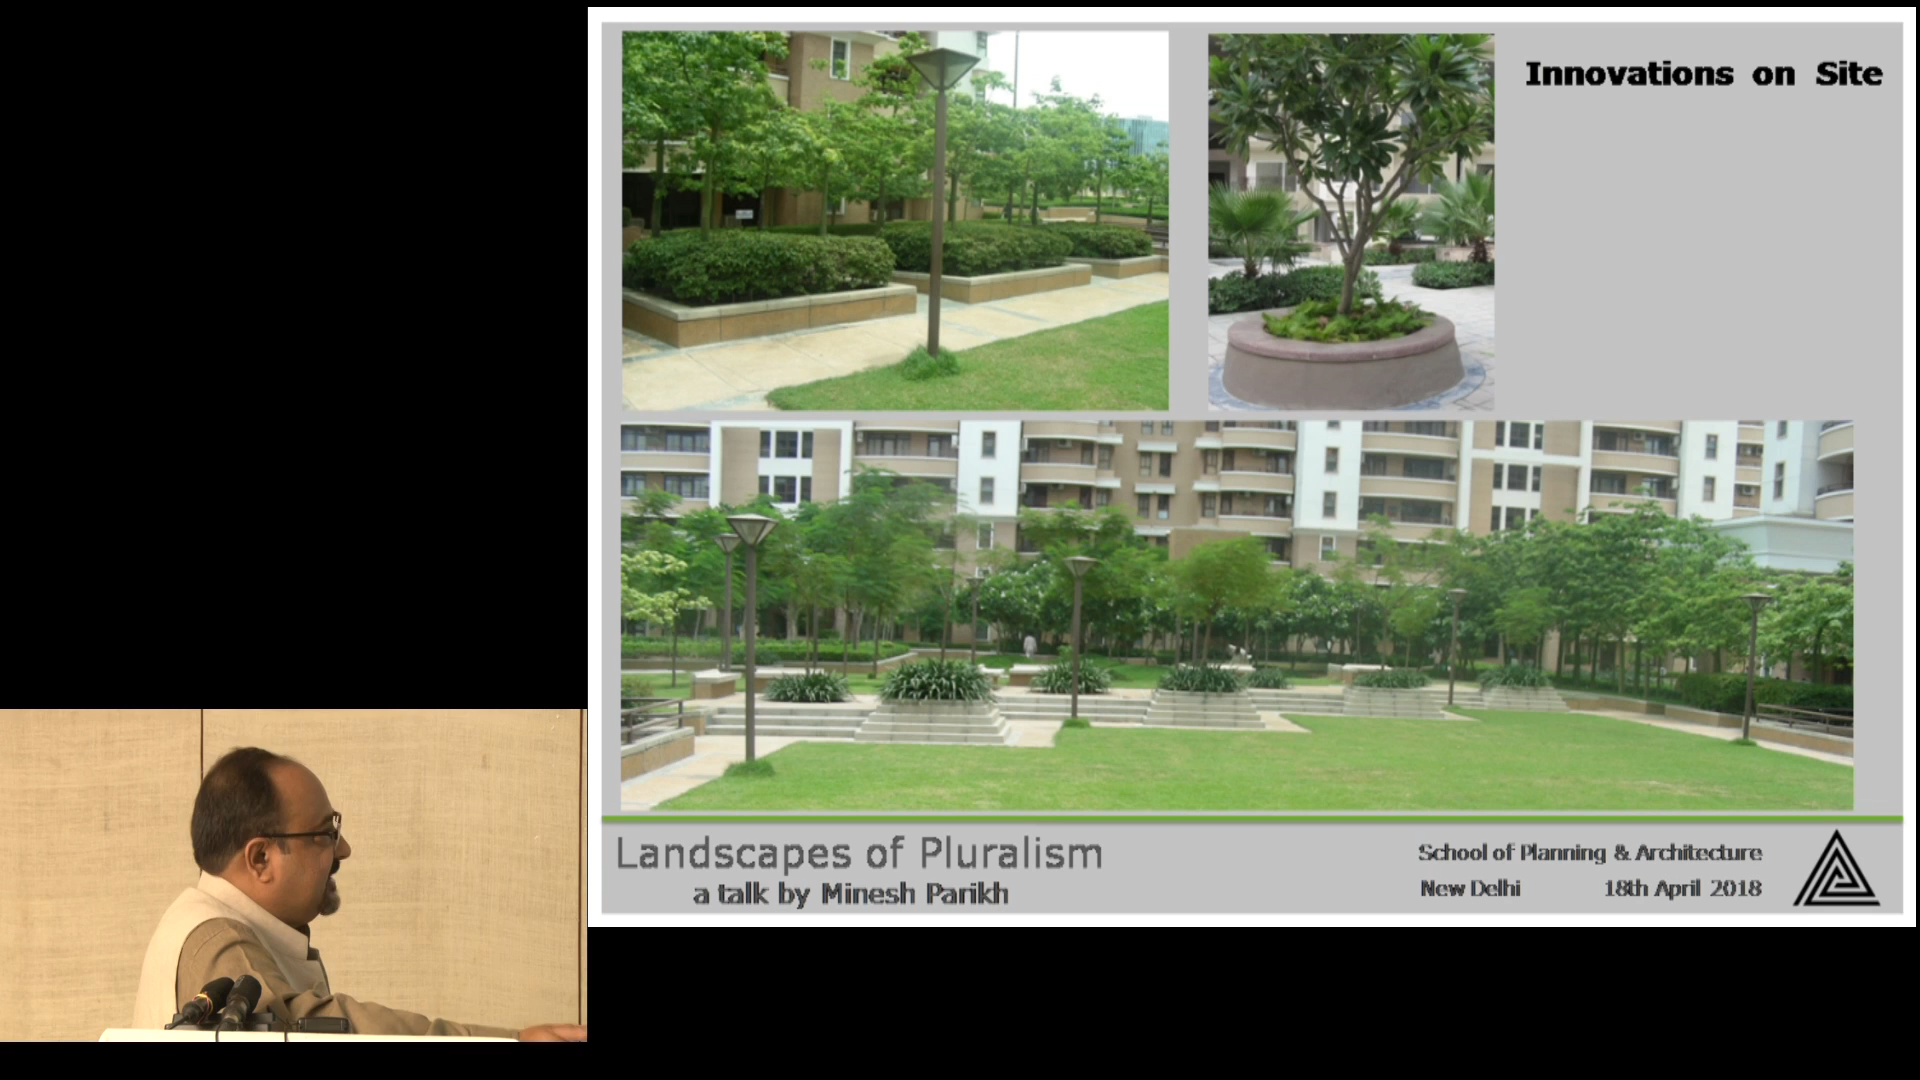 Innovations on Site
Landscapes of Pluralism
a talk by Minesh Parikh
School of Planning & Architecture
New Delhi 18th April 2018